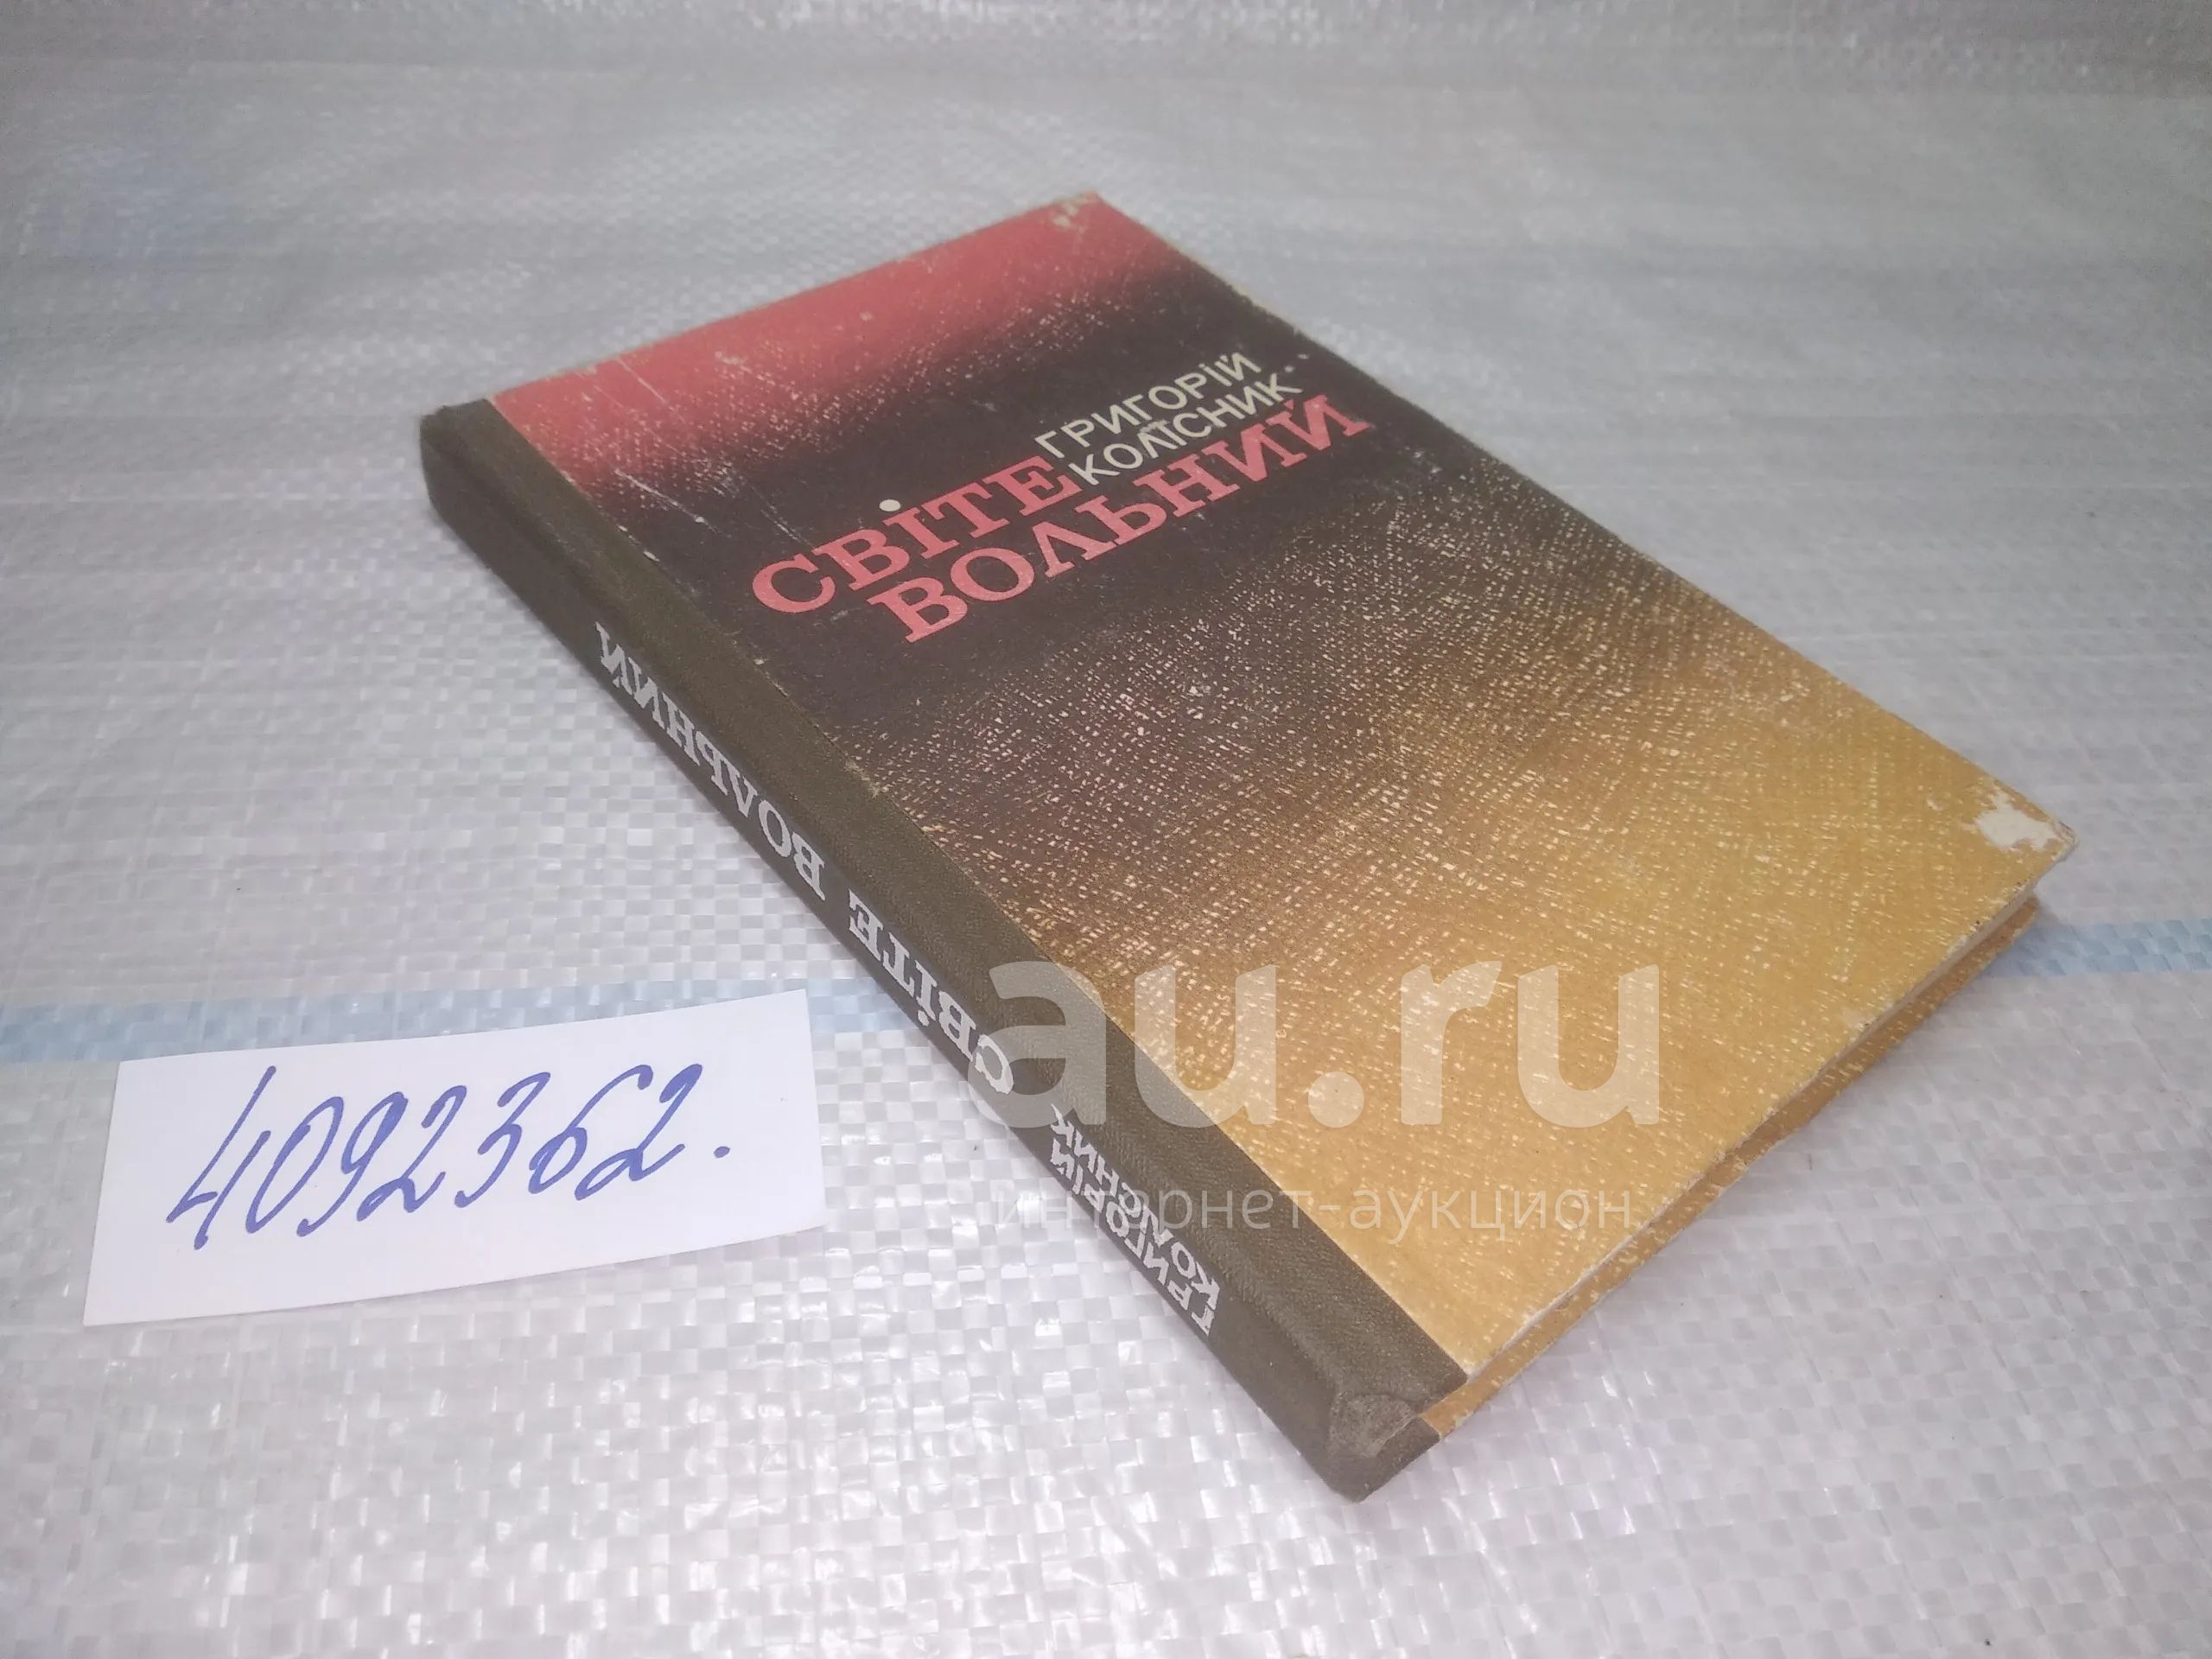 ГРИГОРІЙ
КОЛІСНИК
СВІТЕ
ВОЛЬНИЙ
ГРИГОРІЙ
КОЛІСНИК
СВІТЕ ВОЛЬНИЙ
4092362.
au.ru
интернет-аукцион